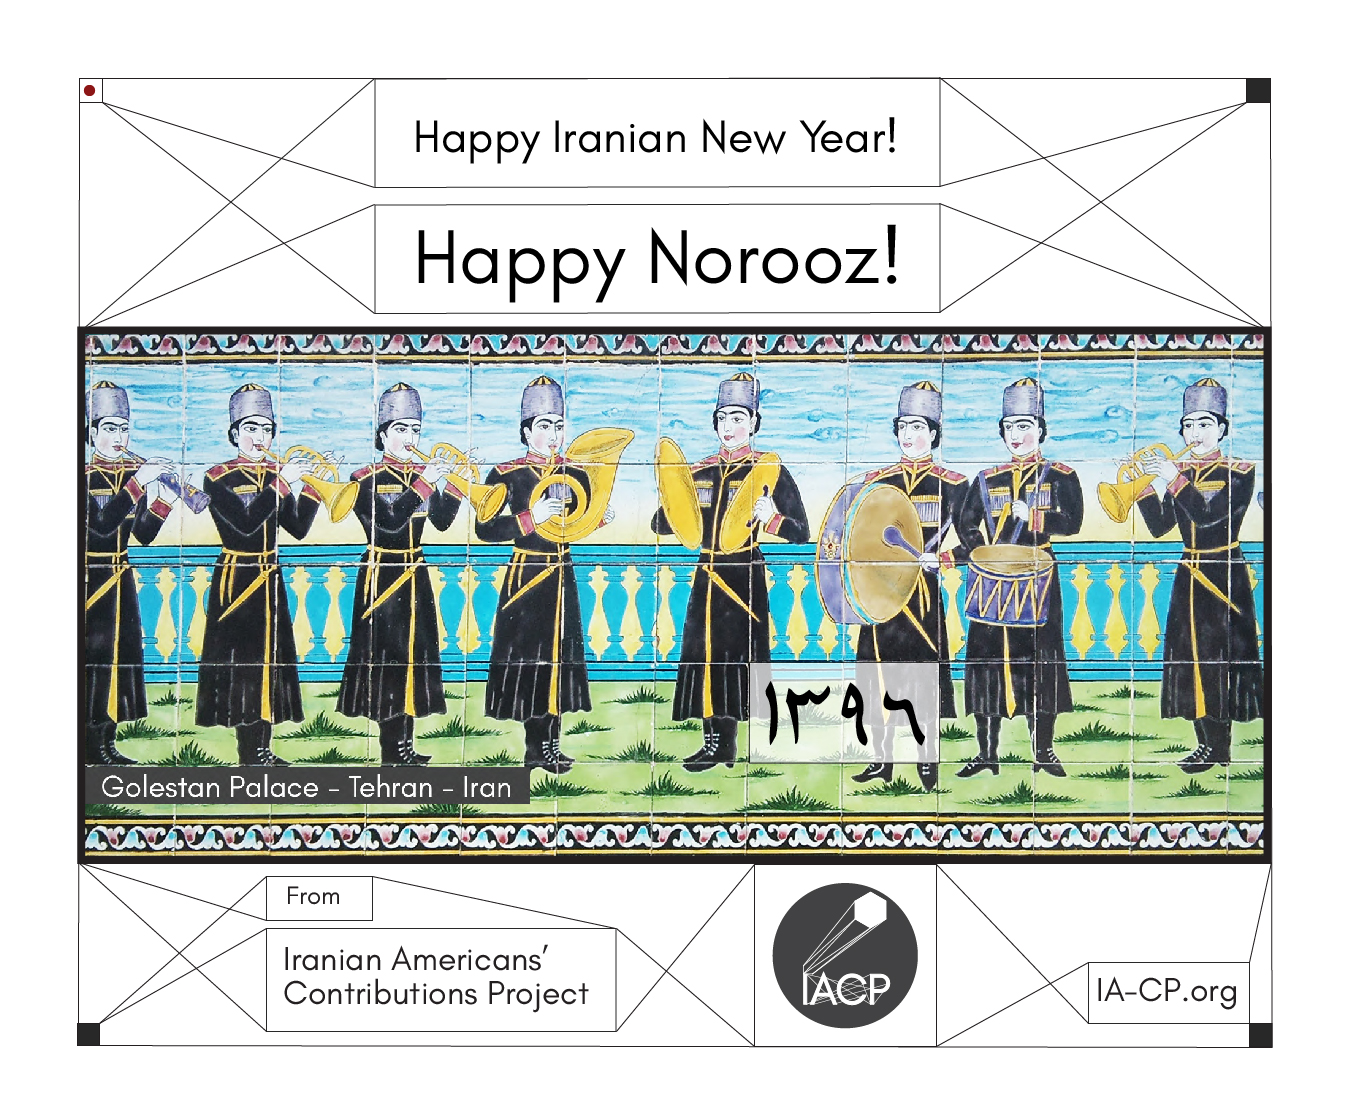 Happy Iranian New Year!
Happy Norooz!
۱۳۹٦
Golestan Palace - Tehran - Iran
From
Iranian Americans’
Contributions Project
IACP
IA-CP.org